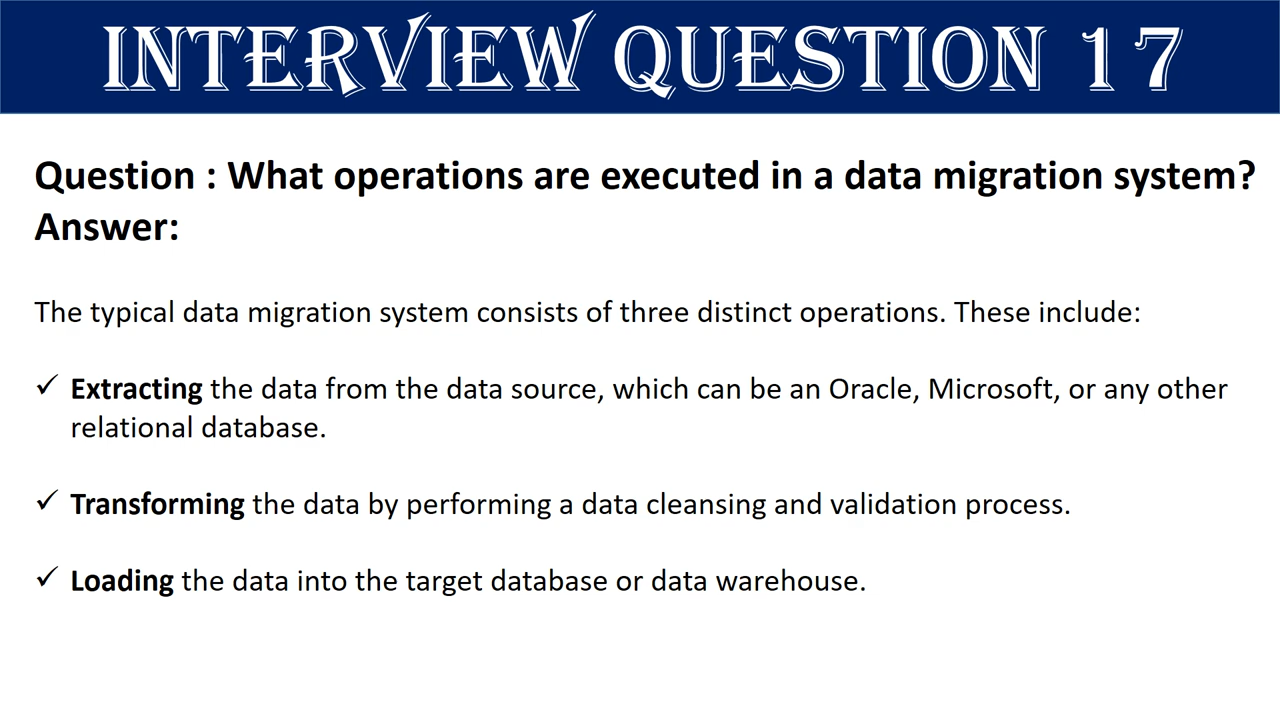 INTERVIEW QUESTION 17
Question : What operations are executed in a data migration system?
Answer:
The typical data migration system consists of three distinct operations. These include:
✓ Extracting the data from the data source, which can be an Oracle, Microsoft, or any other
relational database.
✓ Transforming the data by performing a data cleansing and validation process.
✓ Loading the data into the target database or data warehouse.